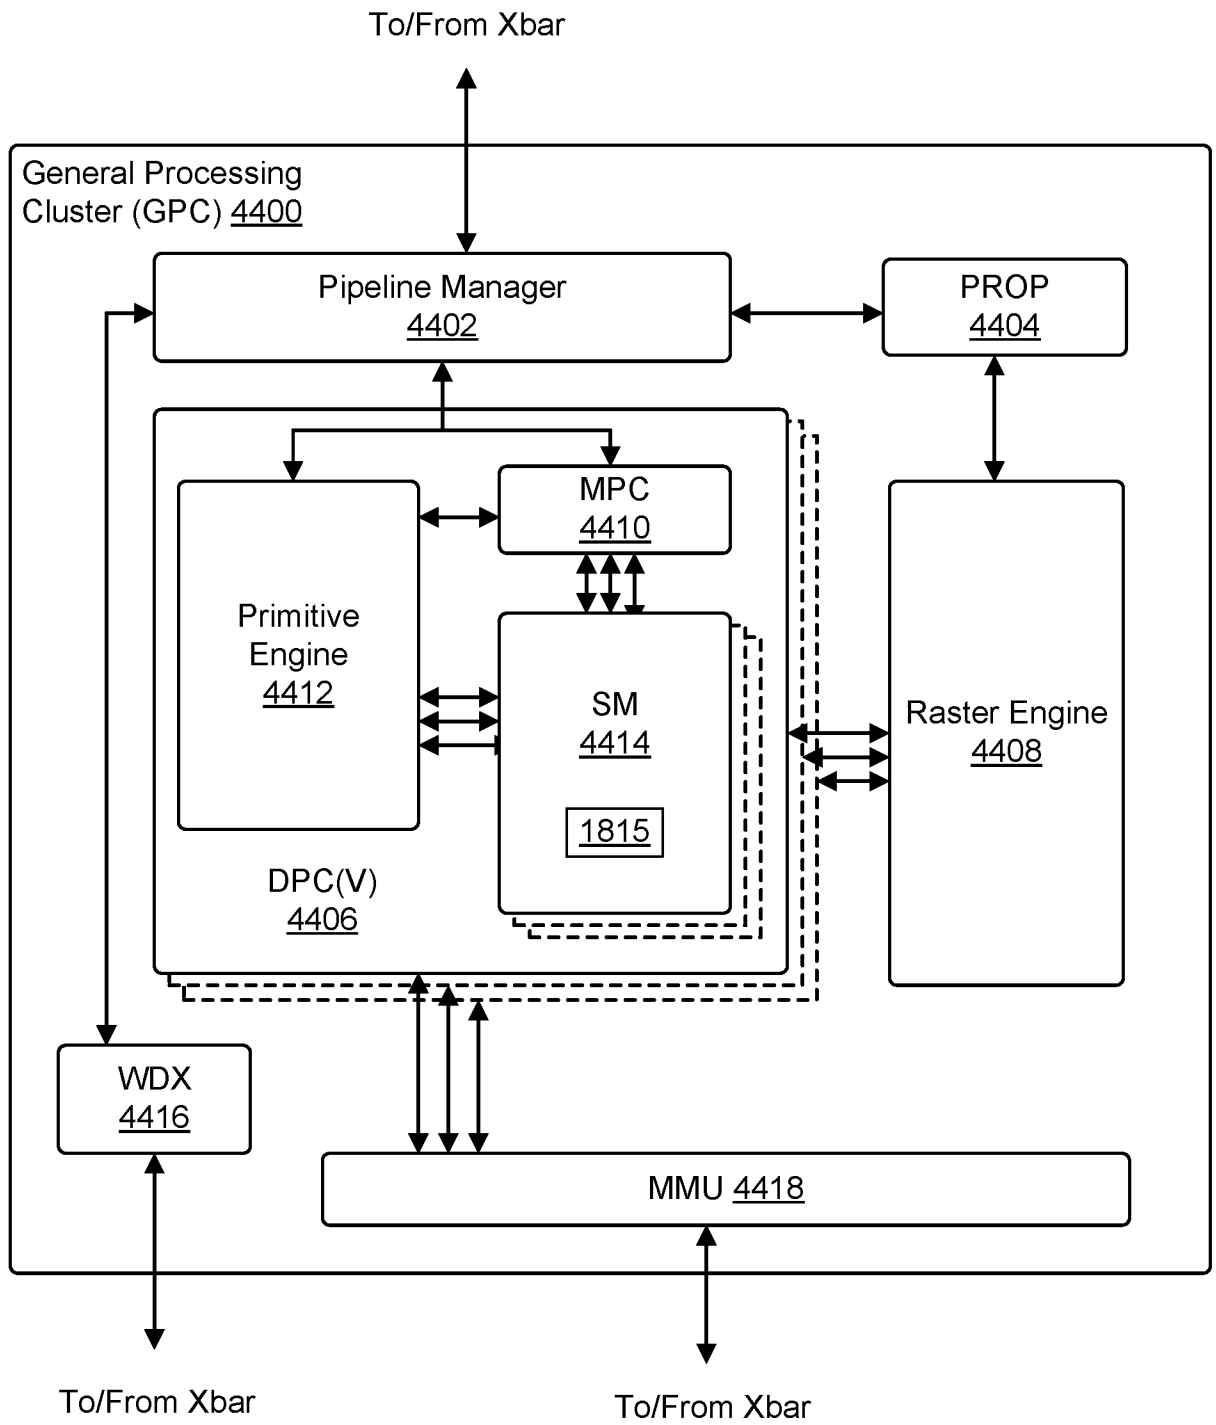 To/From Xbar
General Processing
Cluster (GPC) 4400
Pipeline Manager
4402
PROP
4404
MPC
4410
Primitive
Engine
4412
SM
4414
1815
Raster Engine
4408
DPC(V)
4406
WDX
4416
MMU 4418
To/From Xbar
To/From Xbar